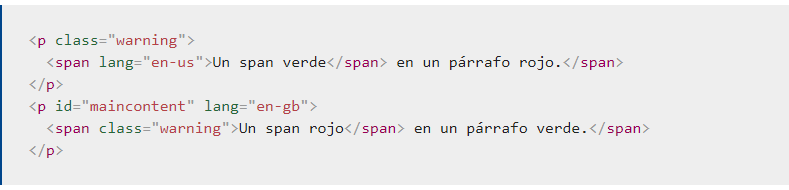 <p class="warning">
<span lang="en-us">Un span verde</span> en un párrafo rojo.</span>
</p>
<p id="maincontent" lang="en-gb">
<span class="warning">Un span rojo</span> en un párrafo verde.</span>
</p>